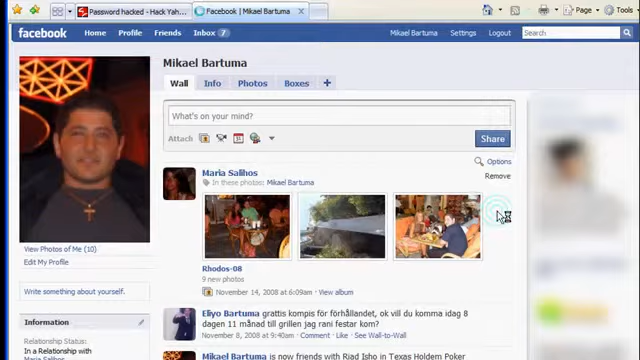 Page
Tools
Password hacked - Hack Yah...
Facebook | Mikael Bartuma
facebook Home Profile Friends Inbox 7 Mikael Bartuma Settings Logout Search
Mikael Bartuma
Wall Info Photos Boxes +
What's on your mind?
Attach Share
Options
Maria Salihos Remove
In these photos: Mikael Bartuma
View Photos of Me (10)
Edit My Profile
Rhodos-08
9 new photos
November 14, 2008 at 6:09am · View album
Write something about yourself.
Eliyo Bartuma grattis kompis för förhållandet, ok vill du komma idag 8
dagen 11 månad till grillen jag rani festar kom?
November 8, 2008 at 9:40am · Comment · Like · See Wall-to-Wall
Information
Relationship Status:
In a Relationship with
Maria Salihos
Mikael Bartuma is now friends with Riad Isho in Texas Holdem Poker